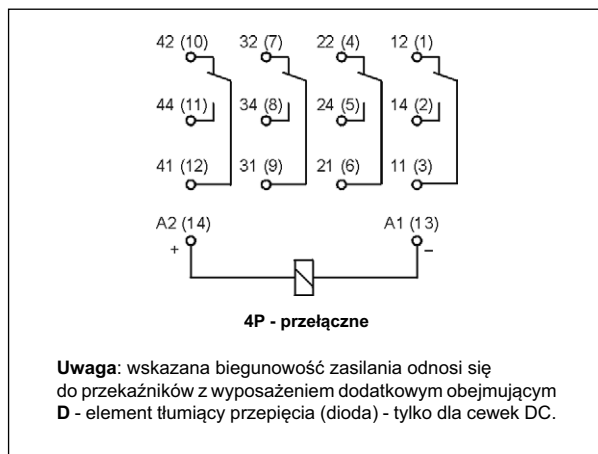 42 (10) 32 (7) 22 (4) 12 (1)
44 (11) 34 (8) 24 (5) 14 (2)
41 (12) 31 (9) 21 (6) 11 (3)
A2 (14) A1 (13)
+ –
4P - przełączne
Uwaga: wskazana biegunowość zasilania odnosi się
do przekaźników z wyposażeniem dodatkowym obejmującym
D - element tłumiący przepięcia (dioda) - tylko dla cewek DC.